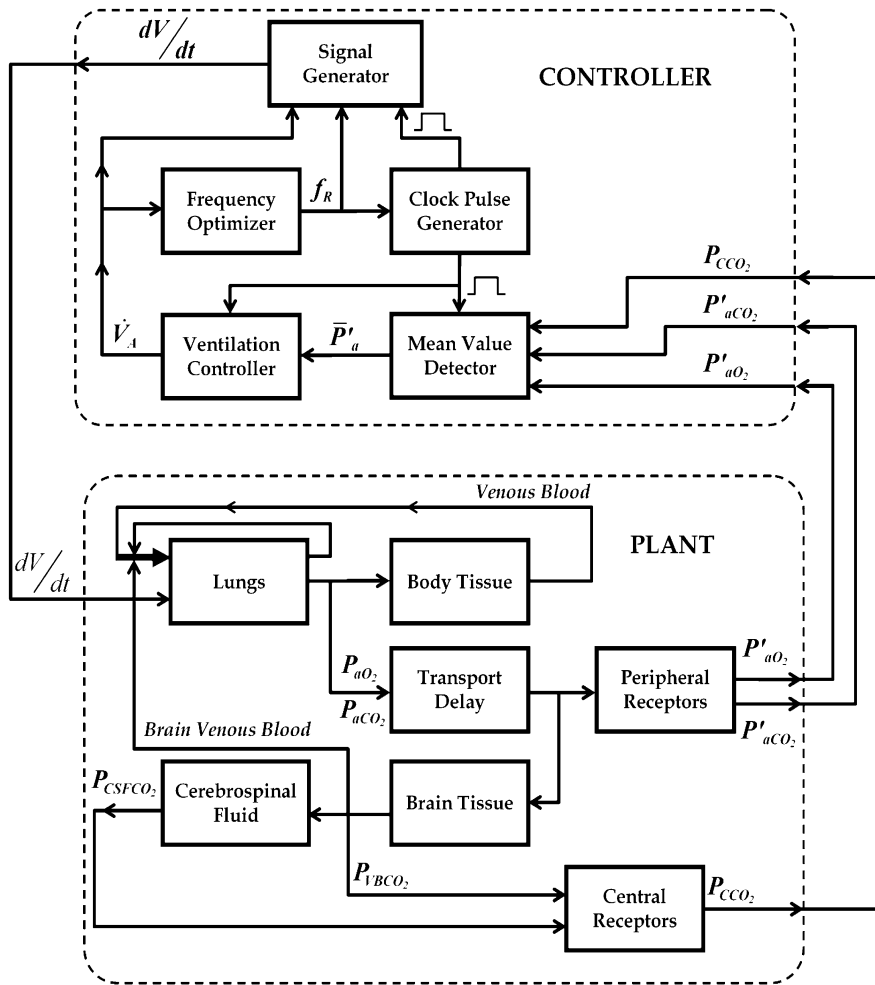 dV/dt
Signal
Generator
CONTROLLER
Frequency
Optimizer
f_R
Clock Pulse
Generator
P_CCO₂
P'_aCO₂
P'_aO₂
V̇_A
Ventilation
Controller
P̄'_a
Mean Value
Detector
Venous Blood
PLANT
dV/dt
Lungs
Body Tissue
P_aO₂
P_aCO₂
Transport
Delay
Peripheral
Receptors
P'_aO₂
P'_aCO₂
Brain Venous Blood
P_CSFCO₂
Cerebrospinal
Fluid
Brain Tissue
P_VBCO₂
Central
Receptors
P_CCO₂